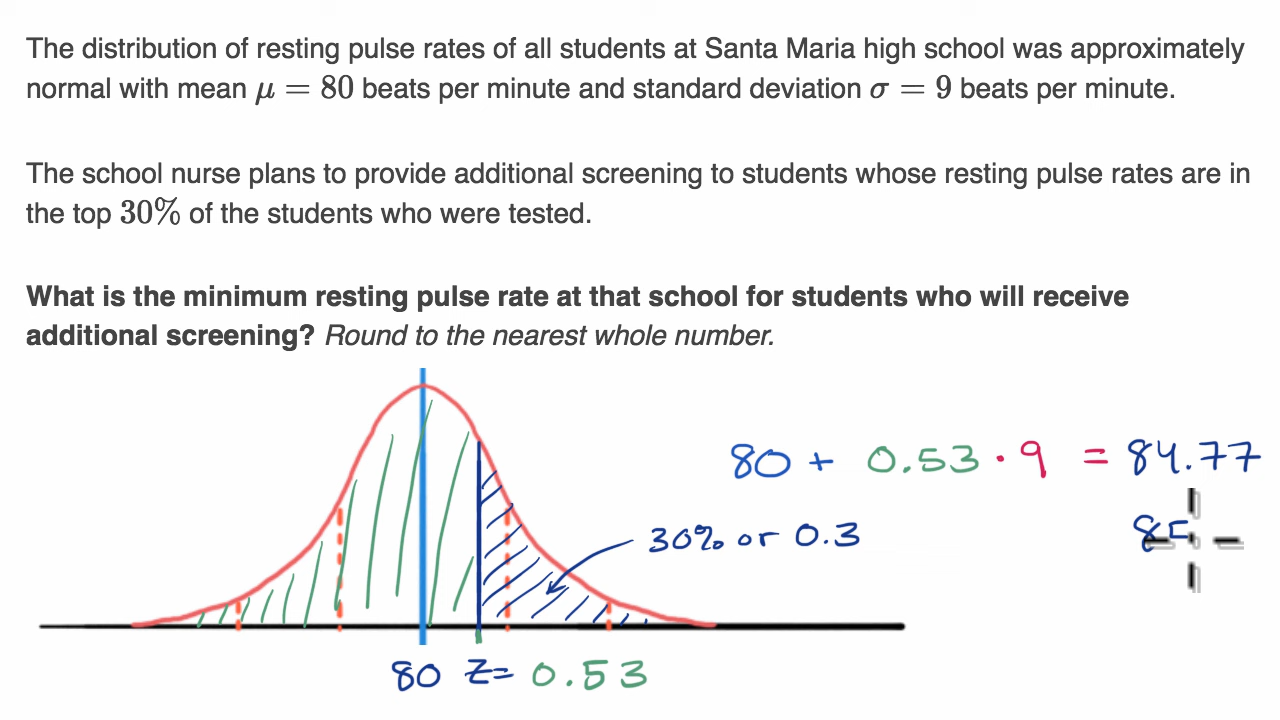 The distribution of resting pulse rates of all students at Santa Maria high school was approximately
normal with mean μ = 80 beats per minute and standard deviation σ = 9 beats per minute.
The school nurse plans to provide additional screening to students whose resting pulse rates are in
the top 30% of the students who were tested.
What is the minimum resting pulse rate at that school for students who will receive
additional screening? Round to the nearest whole number.
80 + 0.53 · 9 = 84.77
30% or 0.3
85
80 Z= 0.53